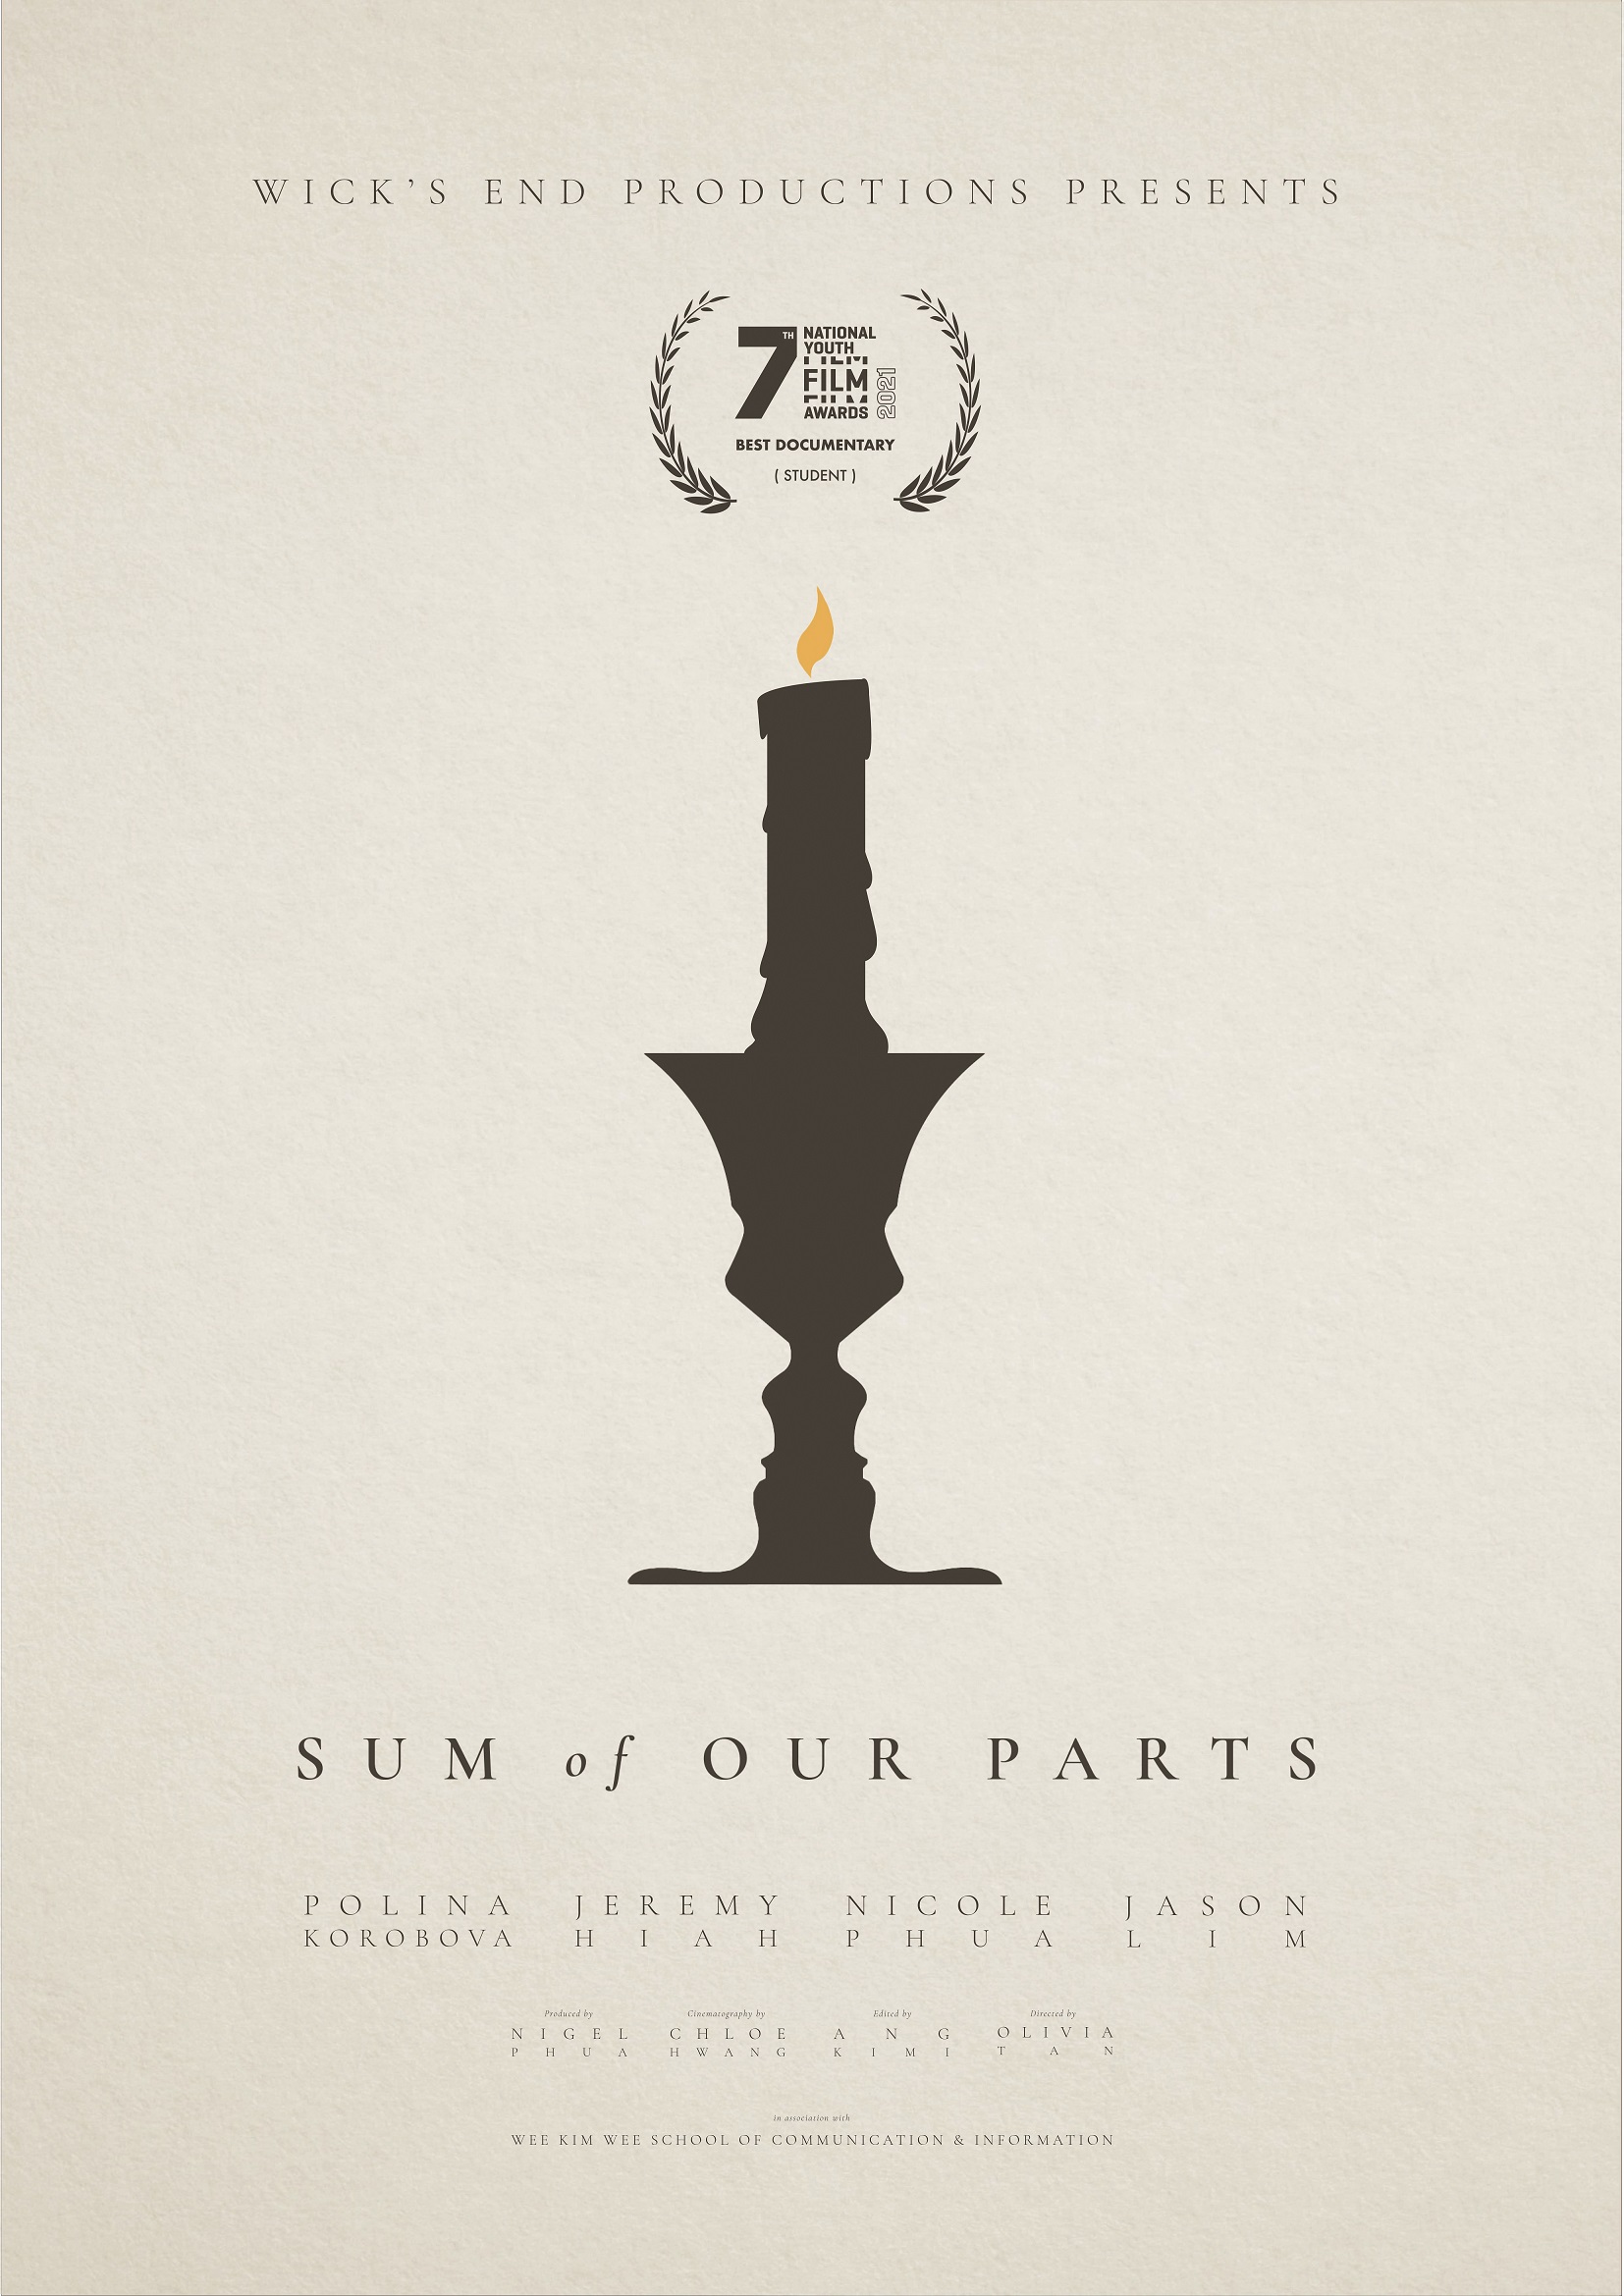 WICK'S END PRODUCTIONS PRESENTS
7TH NATIONAL
YOUTH
FILM
AWARDS
2021
BEST DOCUMENTARY
( STUDENT )
SUM of OUR PARTS
POLINA JEREMY NICOLE JASON
KOROBOVA HIAH PHUA LIM
Produced by Cinematography by Edited by Directed by
NIGEL CHLOE ANG OLIVIA
PHUA HWANG KIMI TAN
in association with
WEE KIM WEE SCHOOL OF COMMUNICATION & INFORMATION